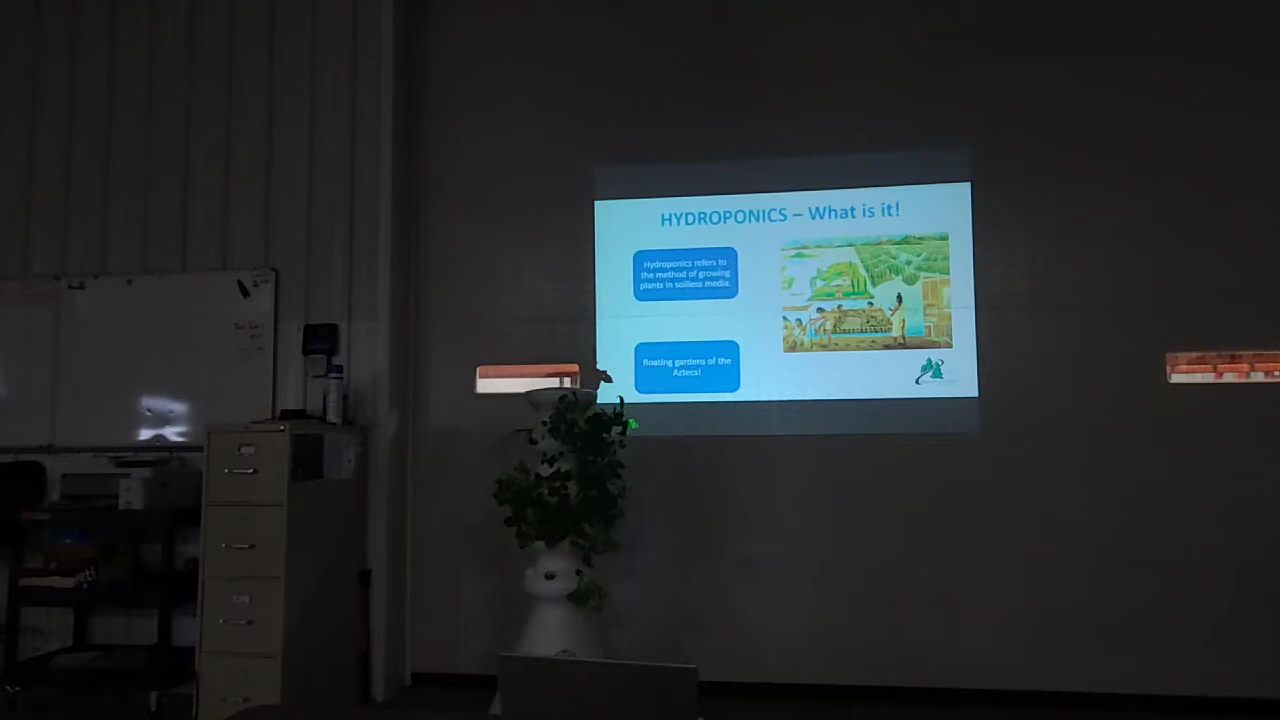 HYDROPONICS – What is it!
Hydroponics refers to
the method of growing
plants in soilless media.
floating gardens of the
Aztecs!